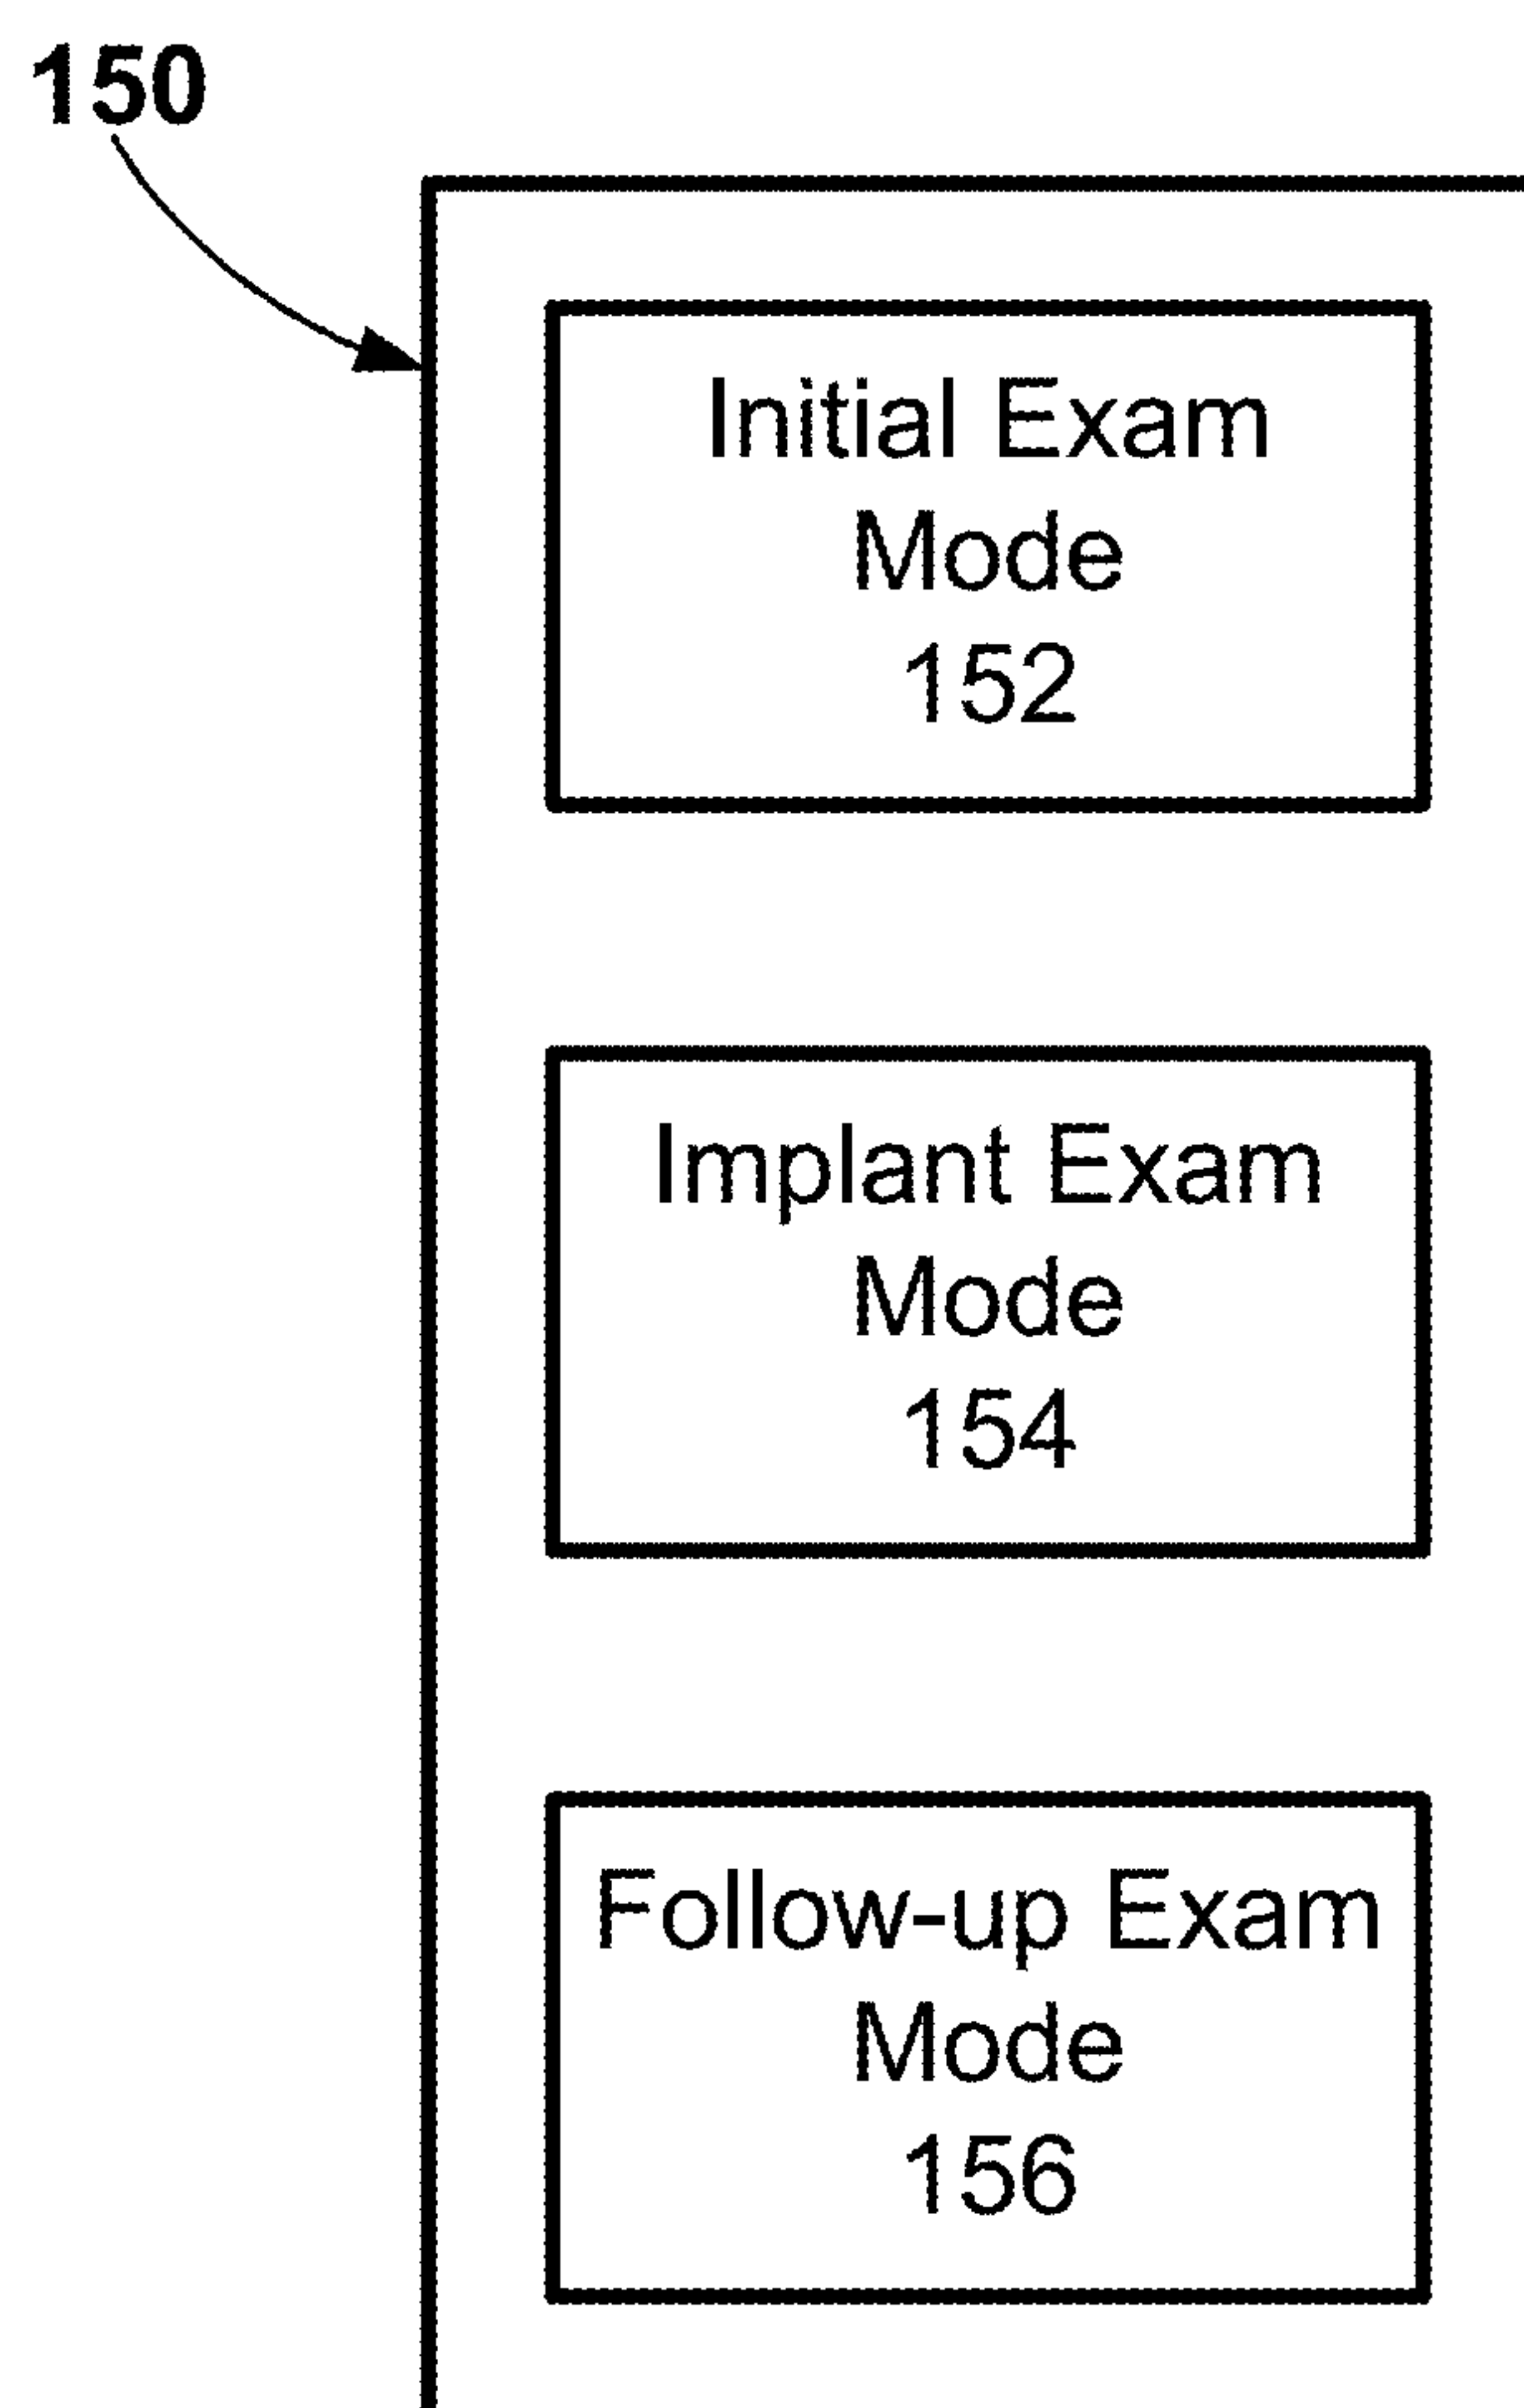 150
Initial Exam
Mode
152
Implant Exam
Mode
154
Follow-up Exam
Mode
156